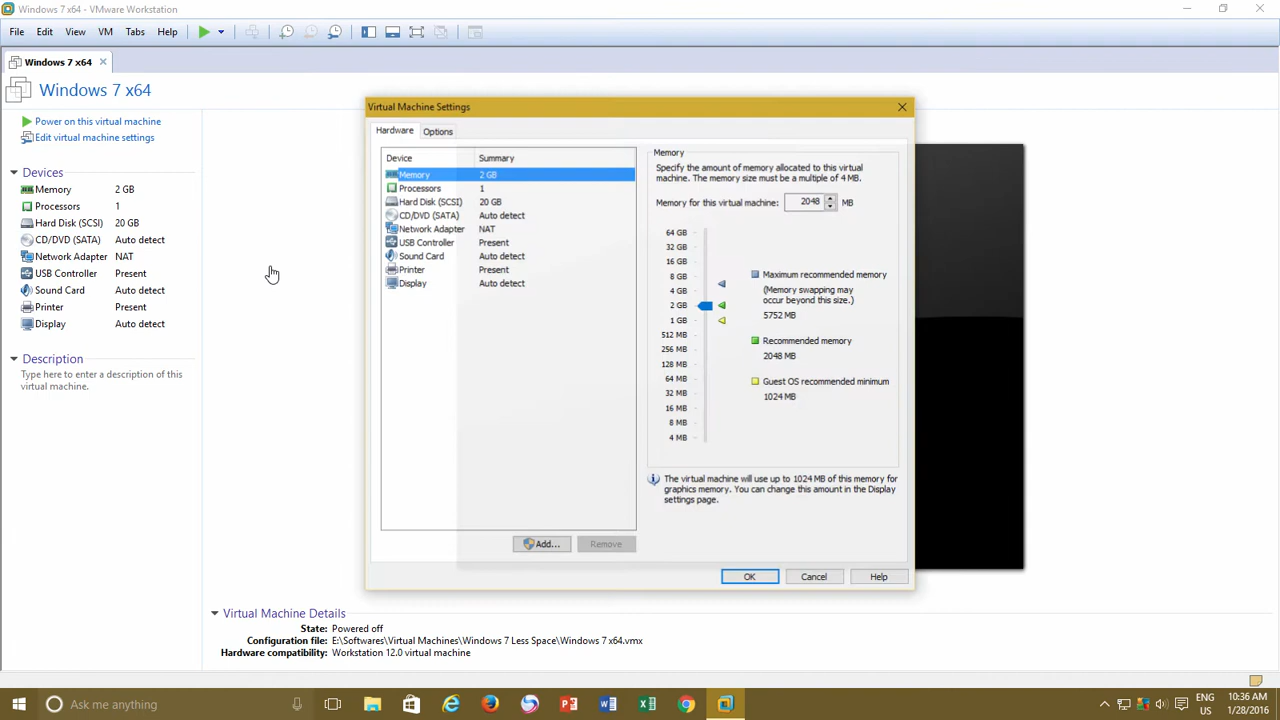 Windows 7 x64 - VMware Workstation
File Edit View VM Tabs Help
Windows 7 x64
Windows 7 x64
Power on this virtual machine
Edit virtual machine settings
Devices
Memory 2 GB
Processors 1
Hard Disk (SCSI) 20 GB
CD/DVD (SATA) Auto detect
Network Adapter NAT
USB Controller Present
Sound Card Auto detect
Printer Present
Display Auto detect
Description
Type here to enter a description of this
virtual machine.
Virtual Machine Settings
Hardware Options
Device Summary
Memory 2 GB
Processors 1
Hard Disk (SCSI) 20 GB
CD/DVD (SATA) Auto detect
Network Adapter NAT
USB Controller Present
Sound Card Auto detect
Printer Present
Display Auto detect
Add... Remove
Memory
Specify the amount of memory allocated to this virtual
machine. The memory size must be a multiple of 4 MB.
Memory for this virtual machine: 2048 MB
64 GB
32 GB
16 GB
8 GB
4 GB
2 GB
1 GB
512 MB
256 MB
128 MB
64 MB
32 MB
16 MB
8 MB
4 MB
Maximum recommended memory
(Memory swapping may
occur beyond this size.)
5752 MB
Recommended memory
2048 MB
Guest OS recommended minimum
1024 MB
The virtual machine will use up to 1024 MB of this memory for
graphics memory. You can change this amount in the Display
settings page.
OK Cancel Help
Virtual Machine Details
State: Powered off
Configuration file: E:\Softwares\Virtual Machines\Windows 7 Less Space\Windows 7 x64.vmx
Hardware compatibility: Workstation 12.0 virtual machine
Ask me anything
ENG 10:36 AM
US 1/28/2016